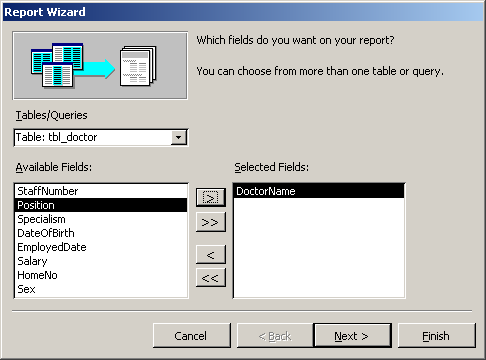 Report Wizard
Which fields do you want on your report?
You can choose from more than one table or query.
Tables/Queries
Table: tbl_doctor
Available Fields:
Selected Fields:
StaffNumber
Position
Specialism
DateOfBirth
EmployedDate
Salary
HomeNo
Sex
>
>>
<
<<
DoctorName
Cancel
< Back
Next >
Finish